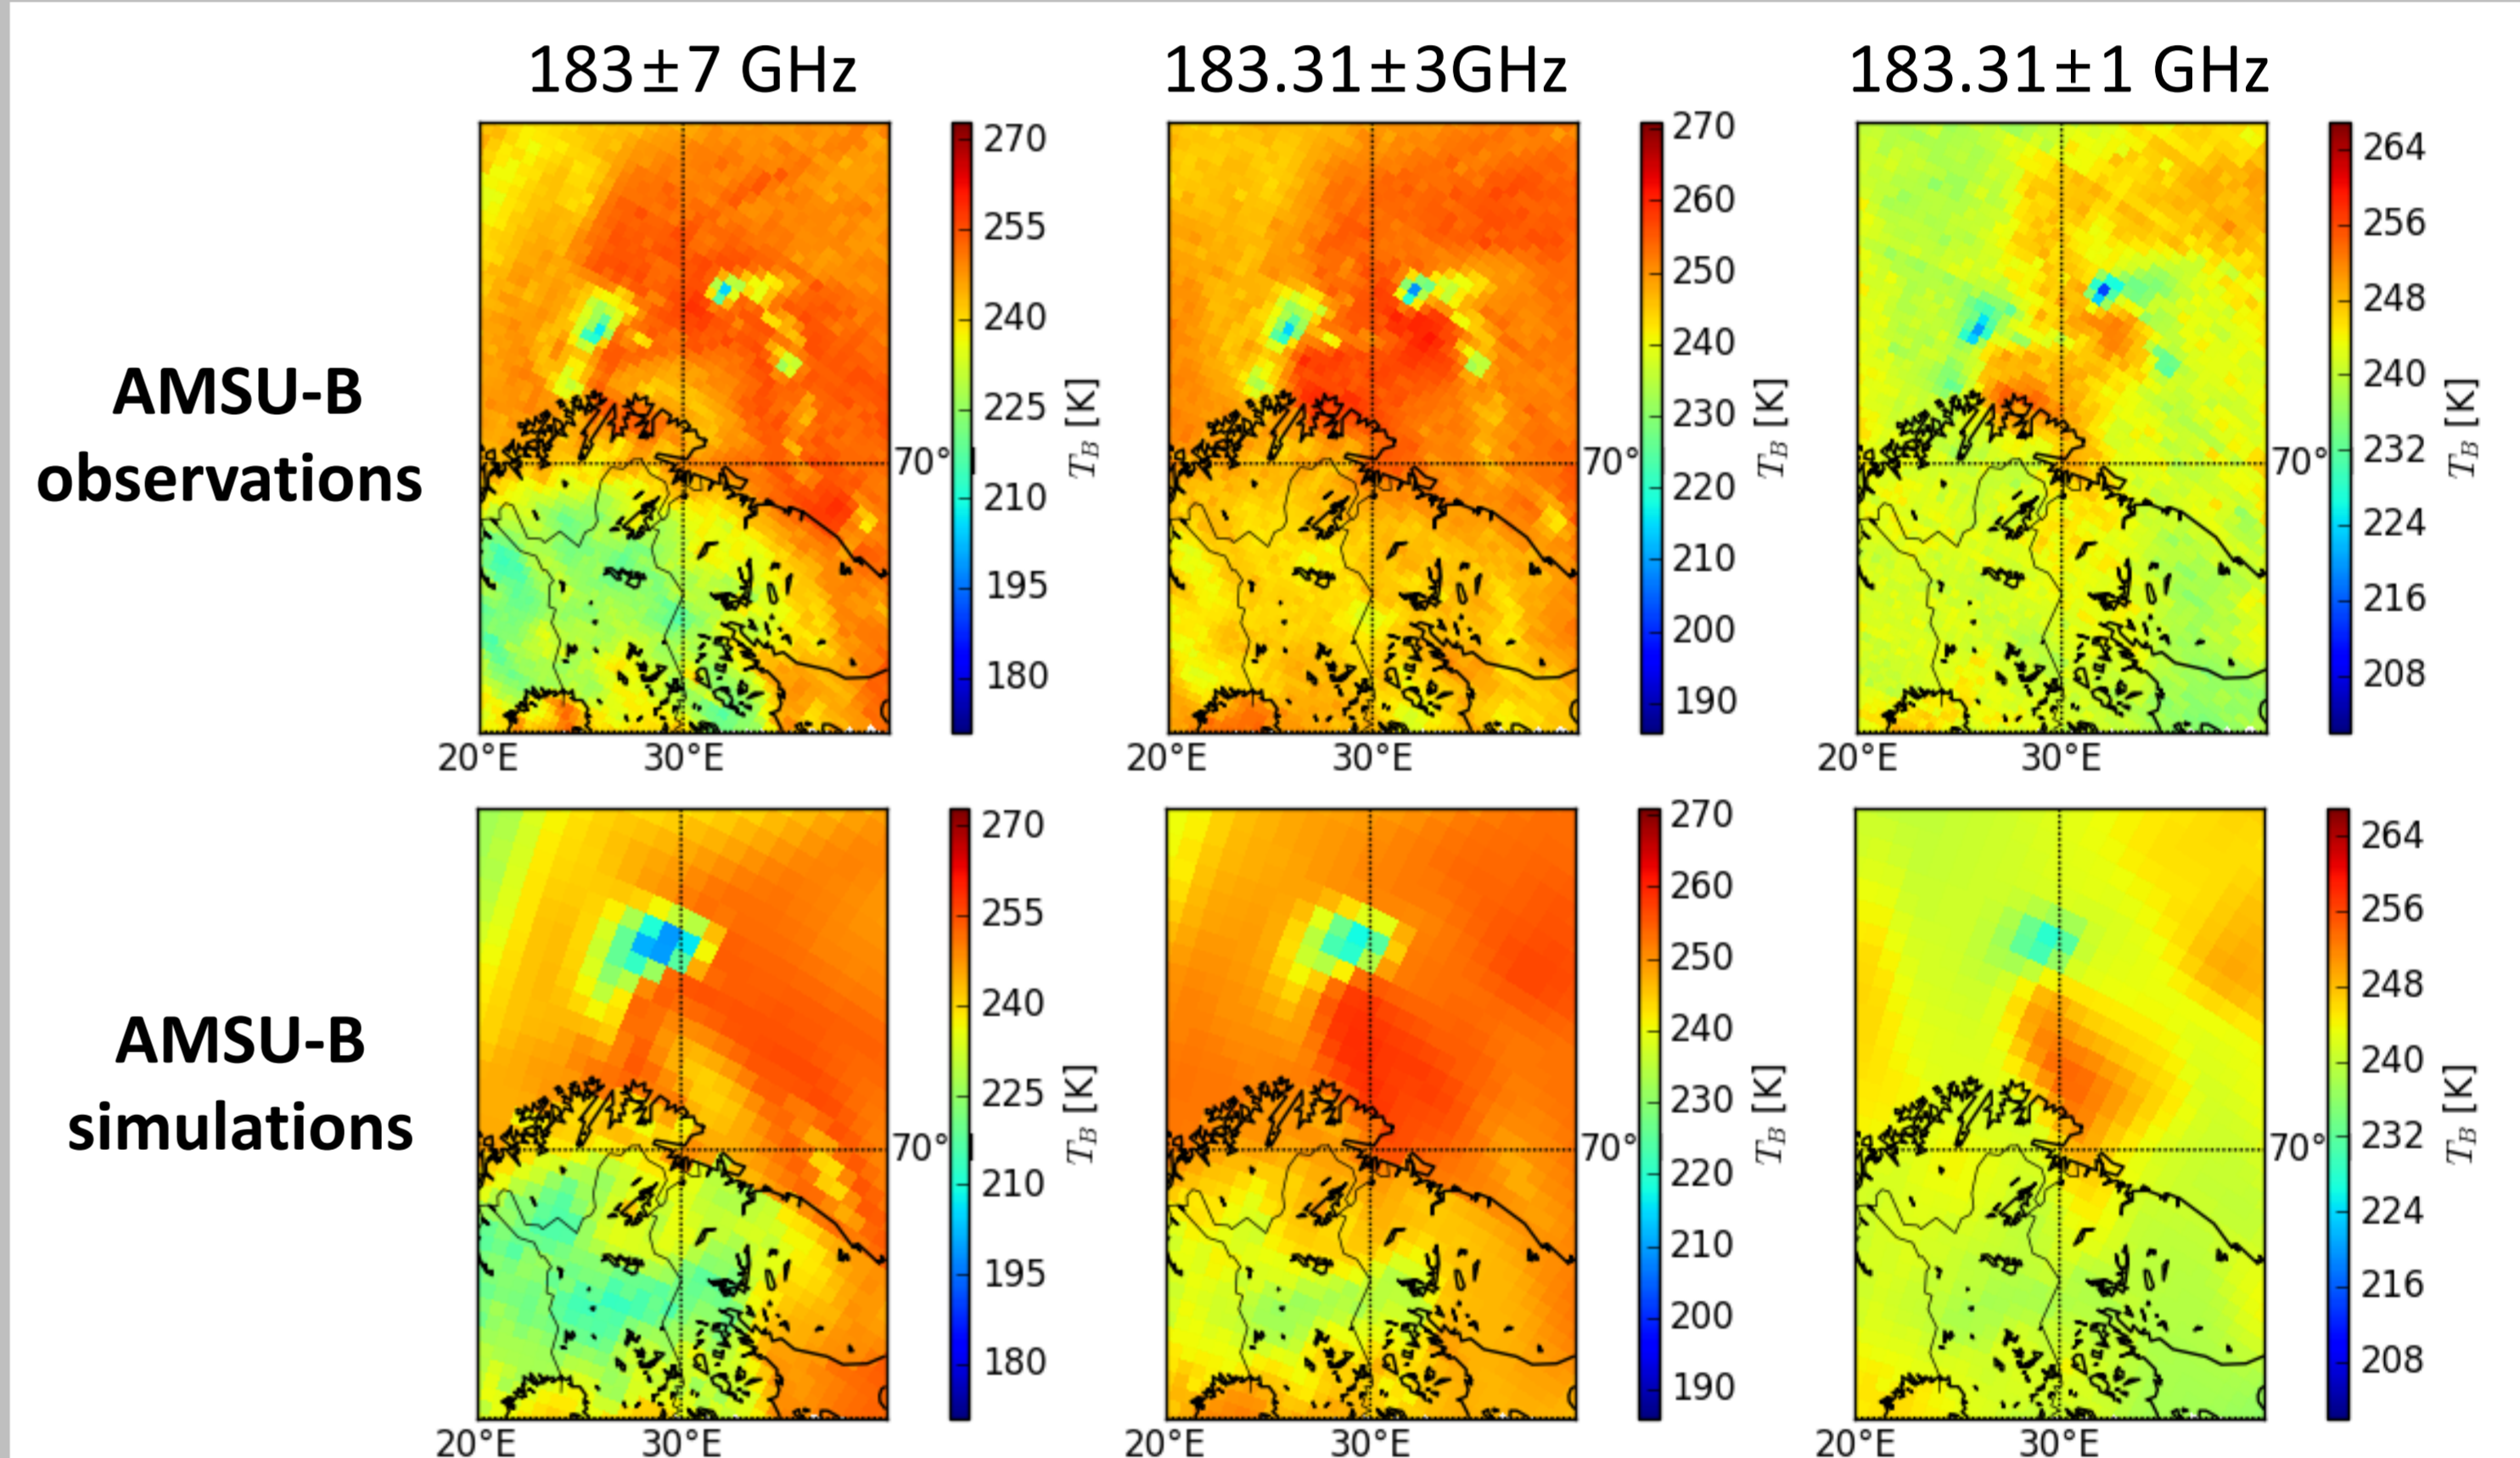 183±7 GHz
183.31±3GHz
183.31±1 GHz
AMSU-B
observations
270
255
240
225
210
195
180
T_B [K]
70°
20°E
30°E
270
260
250
240
230
220
210
200
190
T_B [K]
70°
20°E
30°E
264
256
248
240
232
224
216
208
T_B [K]
70°
20°E
30°E
AMSU-B
simulations
270
255
240
225
210
195
180
T_B [K]
70°
20°E
30°E
270
260
250
240
230
220
210
200
190
T_B [K]
70°
20°E
30°E
264
256
248
240
232
224
216
208
T_B [K]
70°
20°E
30°E